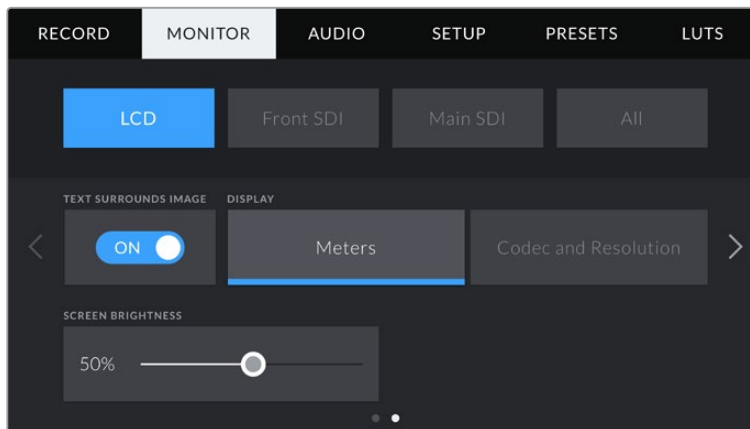 RECORD MONITOR AUDIO SETUP PRESETS LUTS
LCD Front SDI Main SDI All
TEXT SURROUNDS IMAGE DISPLAY
ON Meters Codec and Resolution
SCREEN BRIGHTNESS
50%